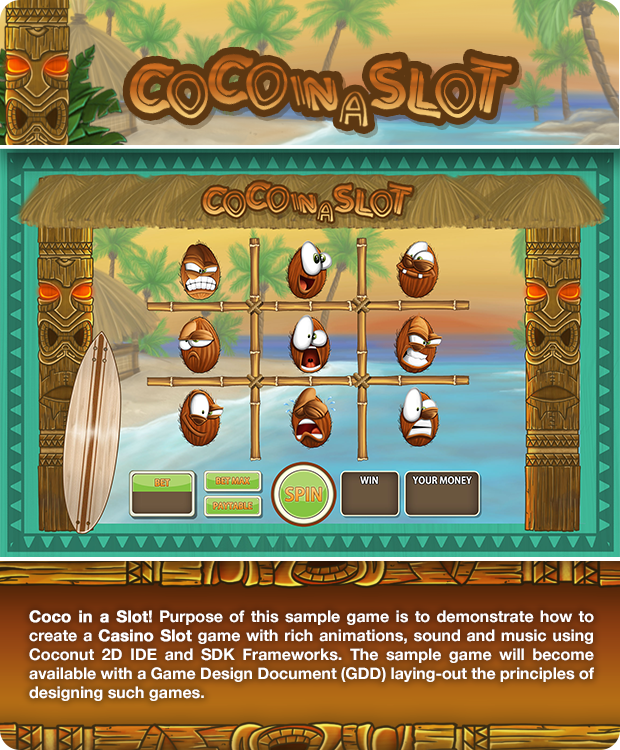 COCO IN A SLOT
COCO IN A SLOT
BET
BET MAX
PAYTABLE
SPIN
WIN
YOUR MONEY
Coco in a Slot! Purpose of this sample game is to demonstrate how to
create a Casino Slot game with rich animations, sound and music using
Coconut 2D IDE and SDK Frameworks. The sample game will become
available with a Game Design Document (GDD) laying-out the principles of
designing such games.